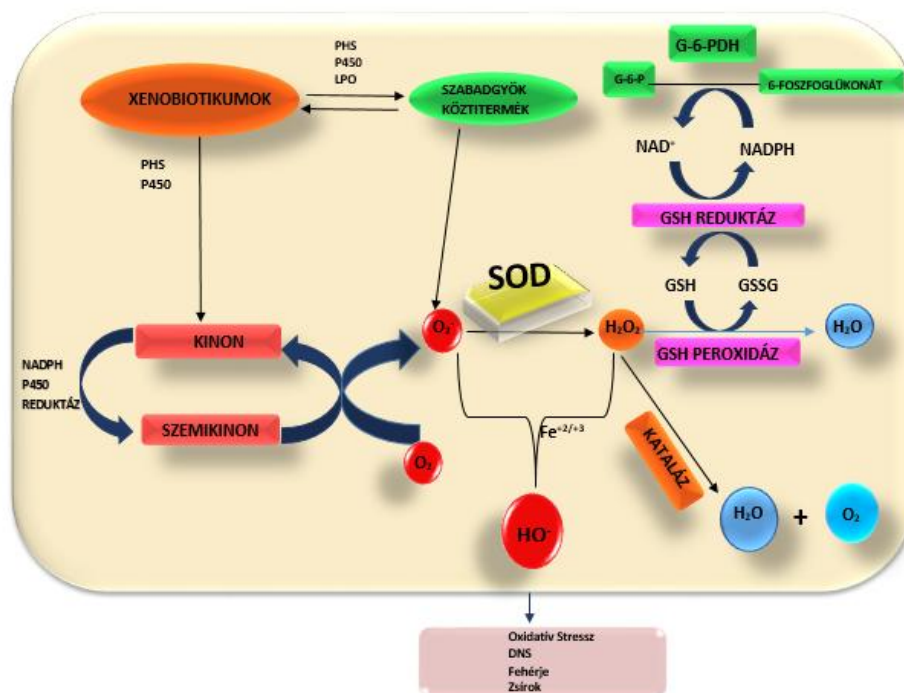 PHS
P450
LPO
G-6-PDH
XENOBIOTIKUMOK
SZABADGYÖK
KÖZTITERMÉK
G-6-P
6-FOSZFOGLÜKONÁT
PHS
P450
NAD⁺
NADPH
GSH REDUKTÁZ
SOD
GSH
GSSG
O₂⁻
H₂O₂
H₂O
KINON
GSH PEROXIDÁZ
NADPH
P450
REDUKTÁZ
SZEMIKINON
O₂
Fe⁺²/⁺³
KATALÁZ
HO⁻
H₂O
+
O₂
Oxidatív Stressz
DNS
Fehérje
Zsírok